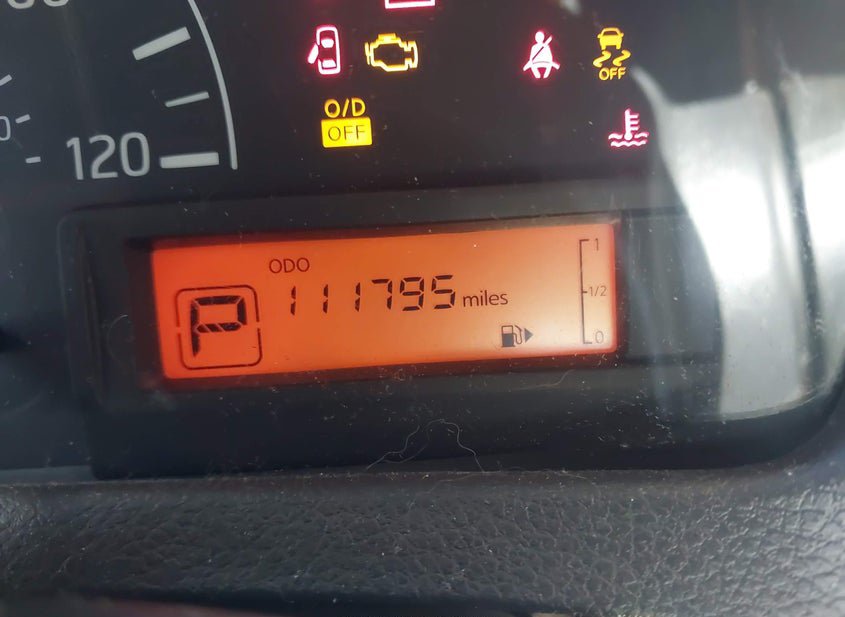 120
O/D
OFF
OFF
ODO
111795 miles
P
1
1/2
0